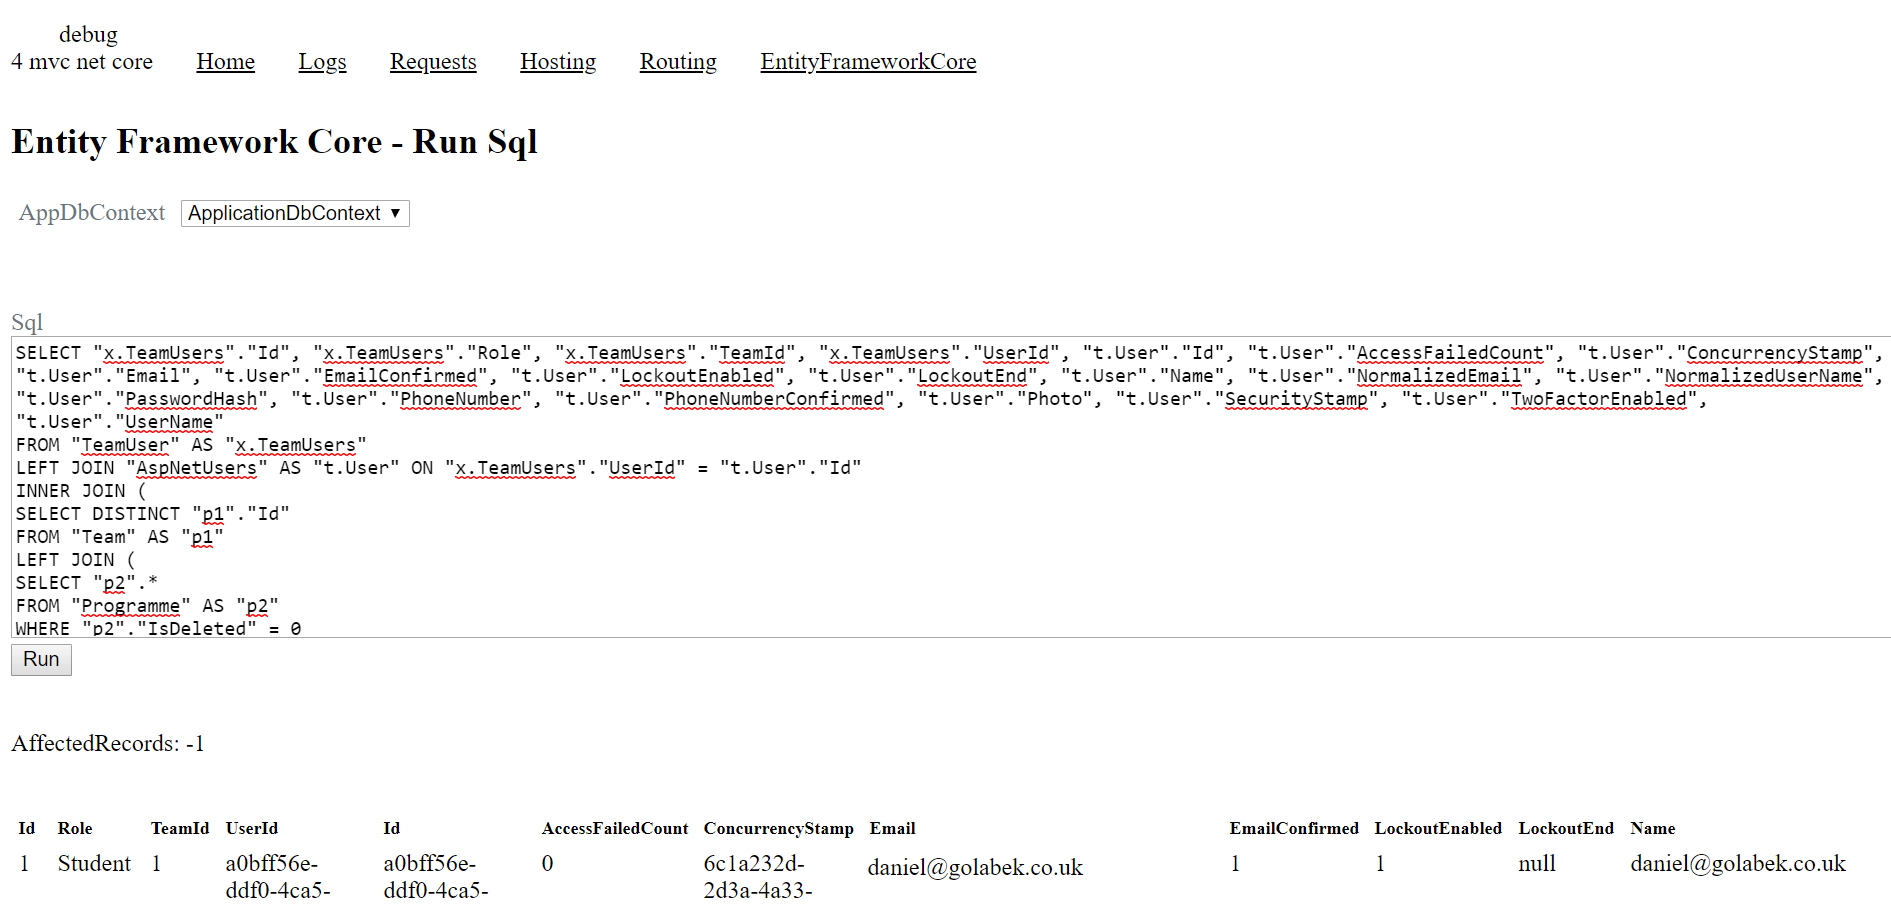 debug
4 mvc net core Home Logs Requests Hosting Routing EntityFrameworkCore
Entity Framework Core - Run Sql
AppDbContext ApplicationDbContext ▼
Sql
SELECT "x.TeamUsers"."Id", "x.TeamUsers"."Role", "x.TeamUsers"."TeamId", "x.TeamUsers"."UserId", "t.User"."Id", "t.User"."AccessFailedCount", "t.User"."ConcurrencyStamp",
"t.User"."Email", "t.User"."EmailConfirmed", "t.User"."LockoutEnabled", "t.User"."LockoutEnd", "t.User"."Name", "t.User"."NormalizedEmail", "t.User"."NormalizedUserName",
"t.User"."PasswordHash", "t.User"."PhoneNumber", "t.User"."PhoneNumberConfirmed", "t.User"."Photo", "t.User"."SecurityStamp", "t.User"."TwoFactorEnabled",
"t.User"."UserName"
FROM "TeamUser" AS "x.TeamUsers"
LEFT JOIN "AspNetUsers" AS "t.User" ON "x.TeamUsers"."UserId" = "t.User"."Id"
INNER JOIN (
SELECT DISTINCT "p1"."Id"
FROM "Team" AS "p1"
LEFT JOIN (
SELECT "p2".*
FROM "Programme" AS "p2"
WHERE "p2"."IsDeleted" = 0
Run
AffectedRecords: -1
Id Role TeamId UserId Id AccessFailedCount ConcurrencyStamp Email EmailConfirmed LockoutEnabled LockoutEnd Name
1 Student 1 a0bff56e- a0bff56e- 0 6c1a232d- daniel@golabek.co.uk 1 1 null daniel@golabek.co.uk
ddf0-4ca5- ddf0-4ca5- 2d3a-4a33-